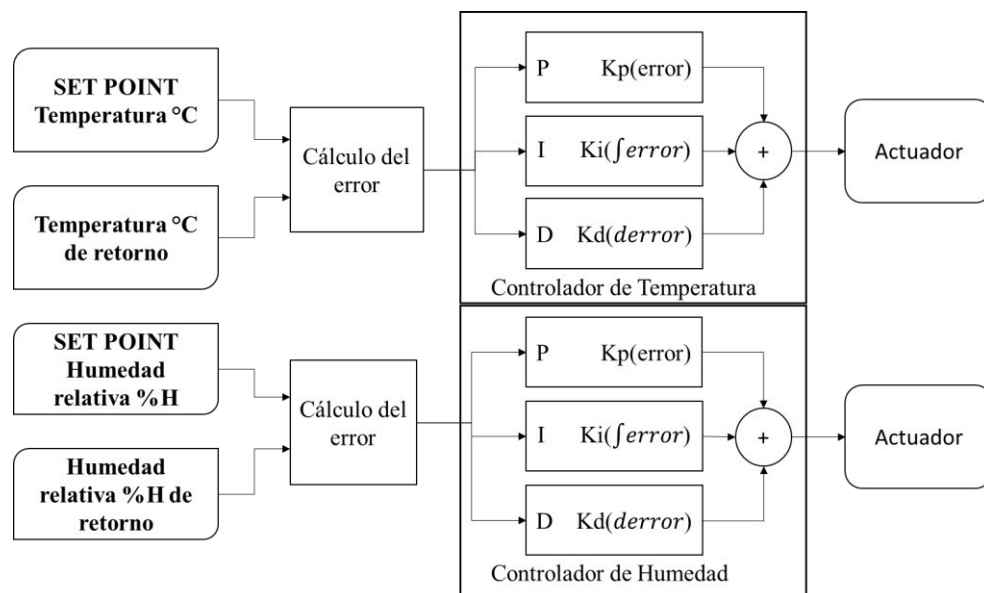 SET POINT
Temperatura °C
Temperatura °C
de retorno
Cálculo del
error
P Kp(error)
I Ki(∫error)
D Kd(derror)
+
Controlador de Temperatura
Actuador
SET POINT
Humedad
relativa %H
Humedad
relativa %H de
retorno
Cálculo del
error
P Kp(error)
I Ki(∫error)
D Kd(derror)
+
Controlador de Humedad
Actuador